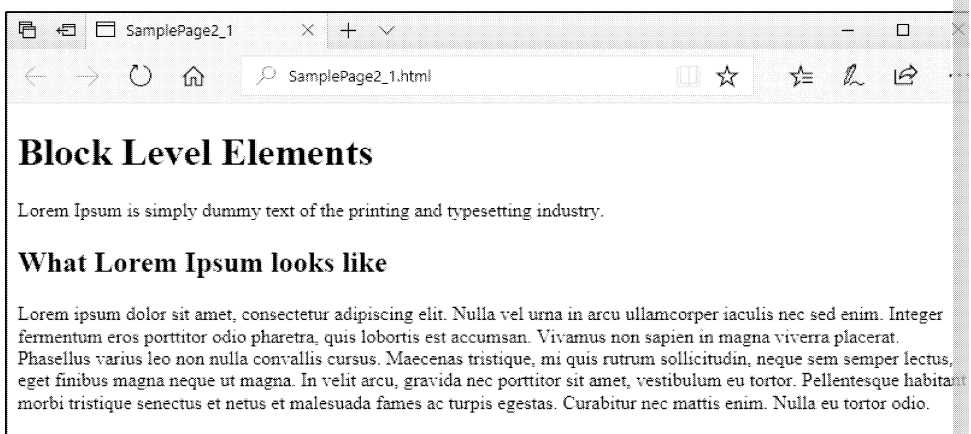 SamplePage2_1
SamplePage2_1.html
Block Level Elements
Lorem Ipsum is simply dummy text of the printing and typesetting industry.
What Lorem Ipsum looks like
Lorem ipsum dolor sit amet, consectetur adipiscing elit. Nulla vel urna in arcu ullamcorper iaculis nec sed enim. Integer
fermentum eros porttitor odio pharetra, quis lobortis est accumsan. Vivamus non sapien in magna viverra placerat.
Phasellus varius leo non nulla convallis cursus. Maecenas tristique, mi quis rutrum sollicitudin, neque sem semper lectus,
eget finibus magna neque ut magna. In velit arcu, gravida nec porttitor sit amet, vestibulum eu tortor. Pellentesque habitant
morbi tristique senectus et netus et malesuada fames ac turpis egestas. Curabitur nec mattis enim. Nulla eu tortor odio.